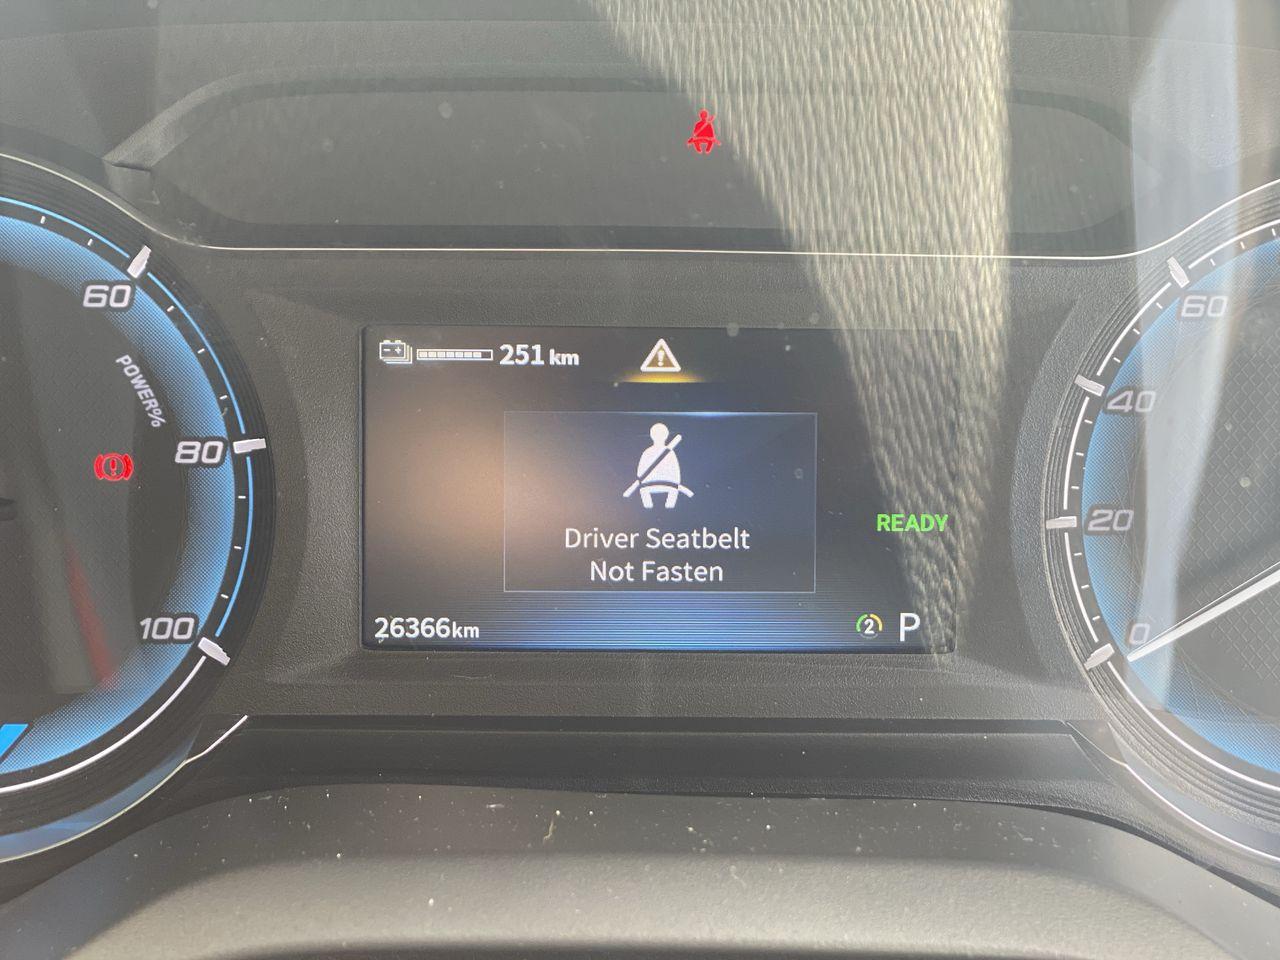 60
POWER%
80
100
251 km
Driver Seatbelt
Not Fasten
READY
26366km
2 P
60
40
20
0